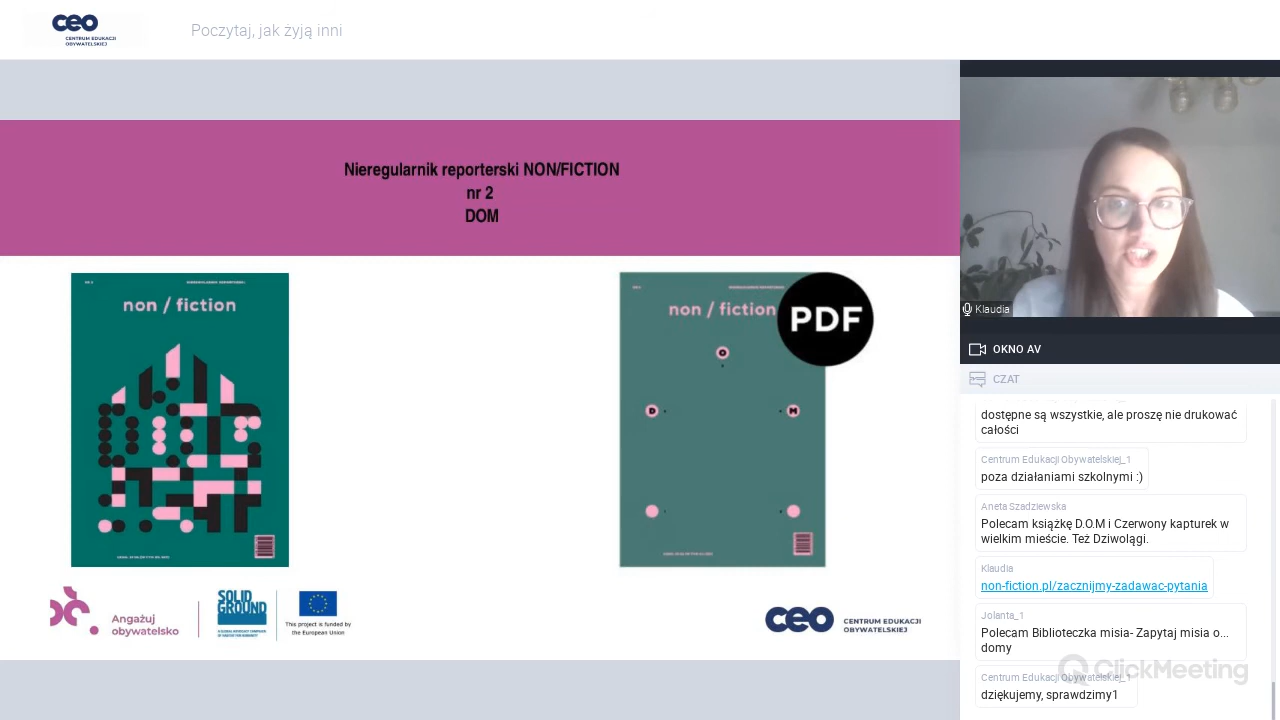 ceo
CENTRUM EDUKACJI
OBYWATELSKIEJ
Poczytaj, jak żyją inni
Nieregularnik reporterski NON/FICTION
nr 2
DOM
non / fiction
non / fiction
PDF
O
D
M
Angażuj
obywatelsko
SOLID
GROUND
This project is funded by
the European Union
ceo
CENTRUM EDUKACJI
OBYWATELSKIEJ
Klaudia
OKNO AV
CZAT
dostępne są wszystkie, ale proszę nie drukować
całości
Centrum Edukacji Obywatelskiej_1
poza działaniami szkolnymi :)
Aneta Szadziewska
Polecam książkę D.O.M i Czerwony kapturek w
wielkim mieście. Też Dziwolągi.
Klaudia
non-fiction.pl/zacznijmy-zadawac-pytania
Jolanta_1
Polecam Biblioteczka misia- Zapytaj misia o...
domy
Centrum Edukacji Obywatelskiej_1
dziękujemy, sprawdzimy1
ClickMeeting